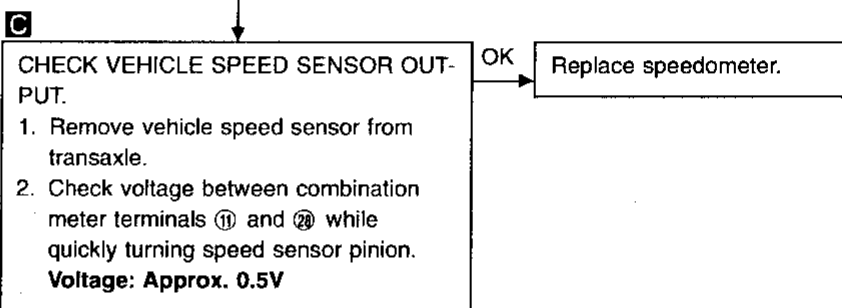 C
CHECK VEHICLE SPEED SENSOR OUT-
PUT.
1. Remove vehicle speed sensor from
transaxle.
2. Check voltage between combination
meter terminals ⑪ and ㉘ while
quickly turning speed sensor pinion.
Voltage: Approx. 0.5V
OK
Replace speedometer.